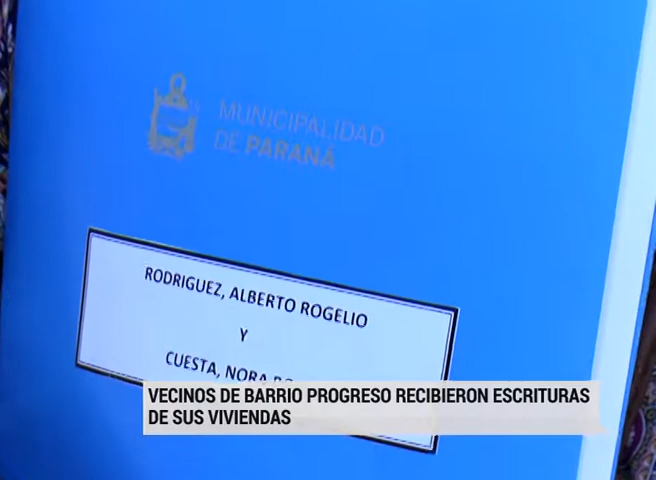 MUNICIPALIDAD
DE PARANÁ
RODRIGUEZ, ALBERTO ROGELIO
Y
CUESTA, NORA
VECINOS DE BARRIO PROGRESO RECIBIERON ESCRITURAS
DE SUS VIVIENDAS